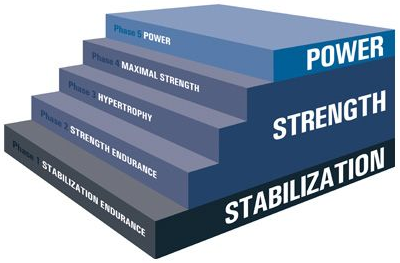 Phase 5 POWER
Phase 4 MAXIMAL STRENGTH
Phase 3 HYPERTROPHY
Phase 2 STRENGTH ENDURANCE
Phase 1 STABILIZATION ENDURANCE
POWER
STRENGTH
STABILIZATION